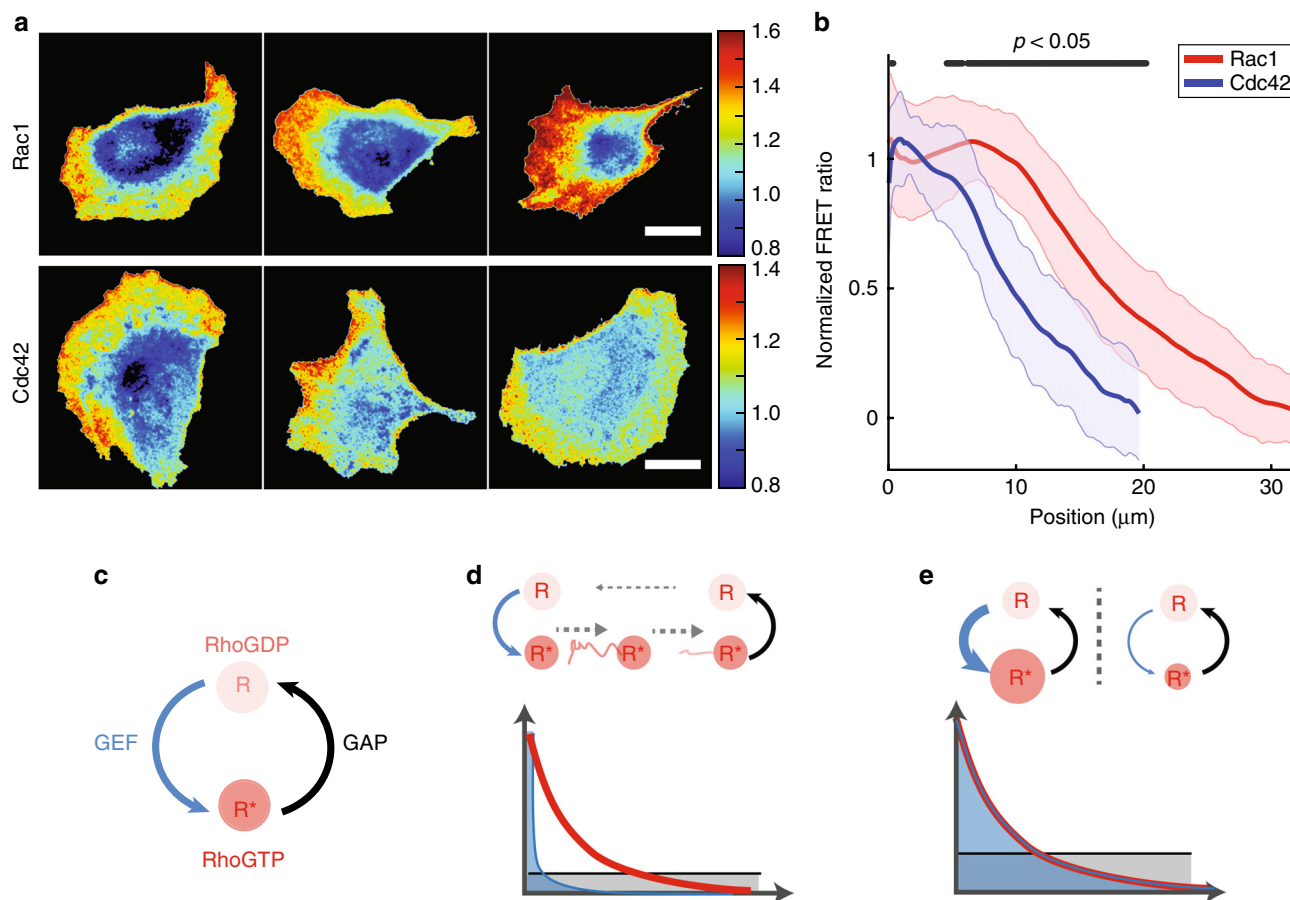 a
Rac1
1.6
1.4
1.2
1.0
0.8
Cdc42
1.4
1.2
1.0
0.8
b
p < 0.05
Rac1
Cdc42
Normalized FRET ratio
1
0.5
0
0 10 20 30
Position (μm)
c
RhoGDP
R
GEF
GAP
R*
RhoGTP
d
R R
R* R* R*
e
R R
R* R*